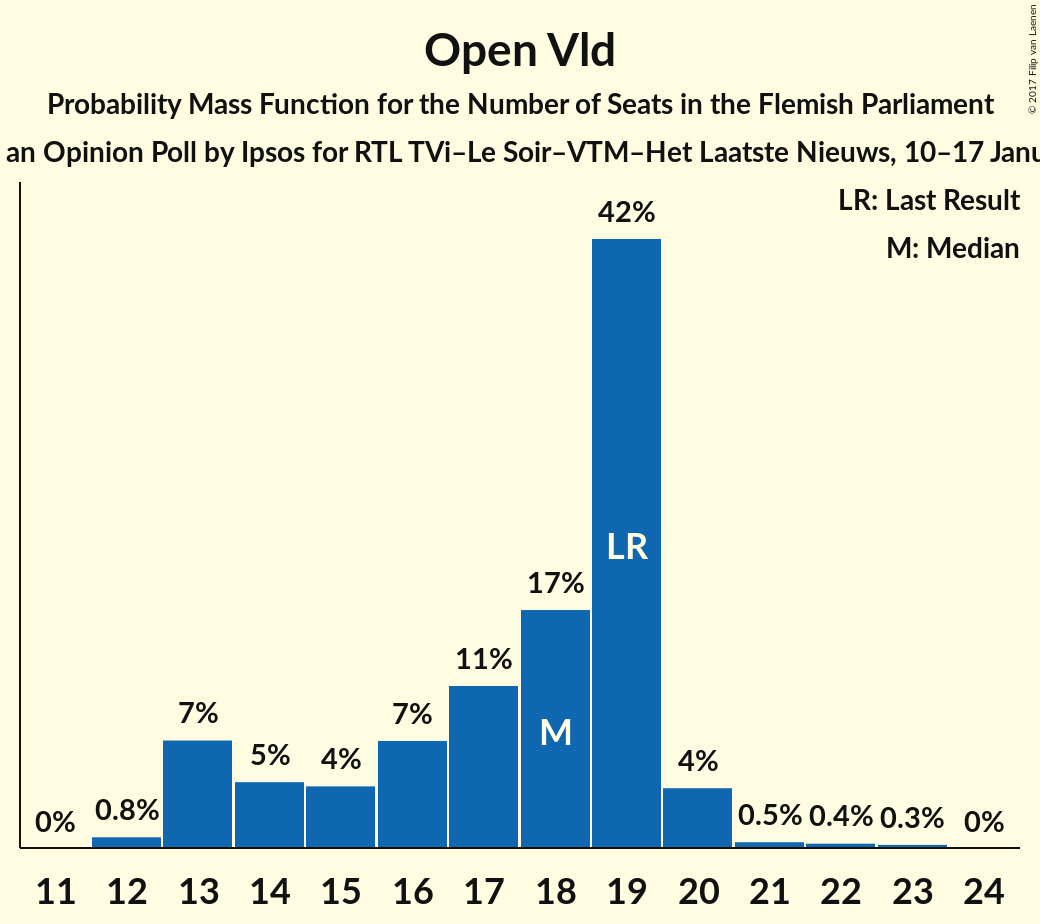 Open Vld
Probability Mass Function for the Number of Seats in the Flemish Parliament
an Opinion Poll by Ipsos for RTL TVi–Le Soir–VTM–Het Laatste Nieuws, 10–17 Janu
© 2017 Filip van Laenen
LR: Last Result
M: Median
42%
LR
17%
M
11%
7%
7%
5%
4%
4%
0%
0.8%
0.5%
0.4%
0.3%
0%
11 12 13 14 15 16 17 18 19 20 21 22 23 24